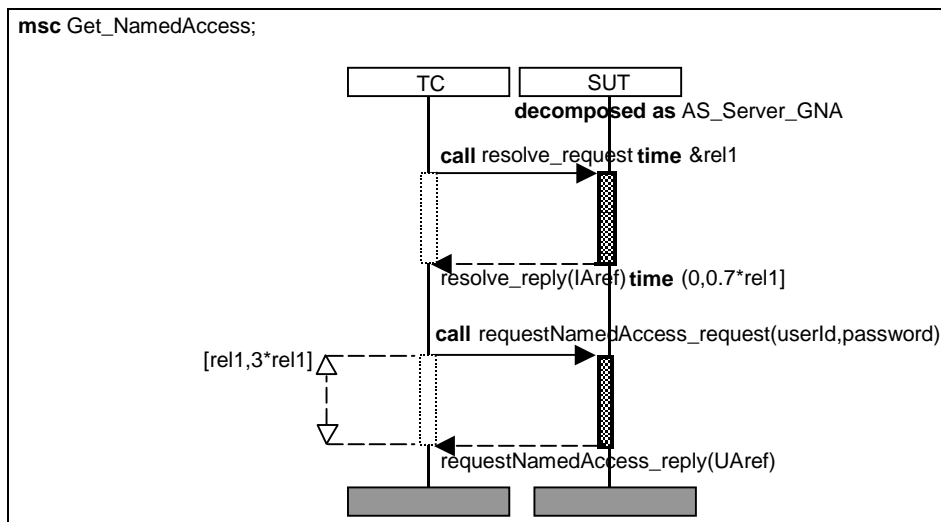 msc Get_NamedAccess;
TC
SUT
decomposed as AS_Server_GNA
call resolve_request time &rel1
resolve_reply(IAref) time (0,0.7*rel1]
call requestNamedAccess_request(userId,password)
[rel1,3*rel1]
requestNamedAccess_reply(UAref)